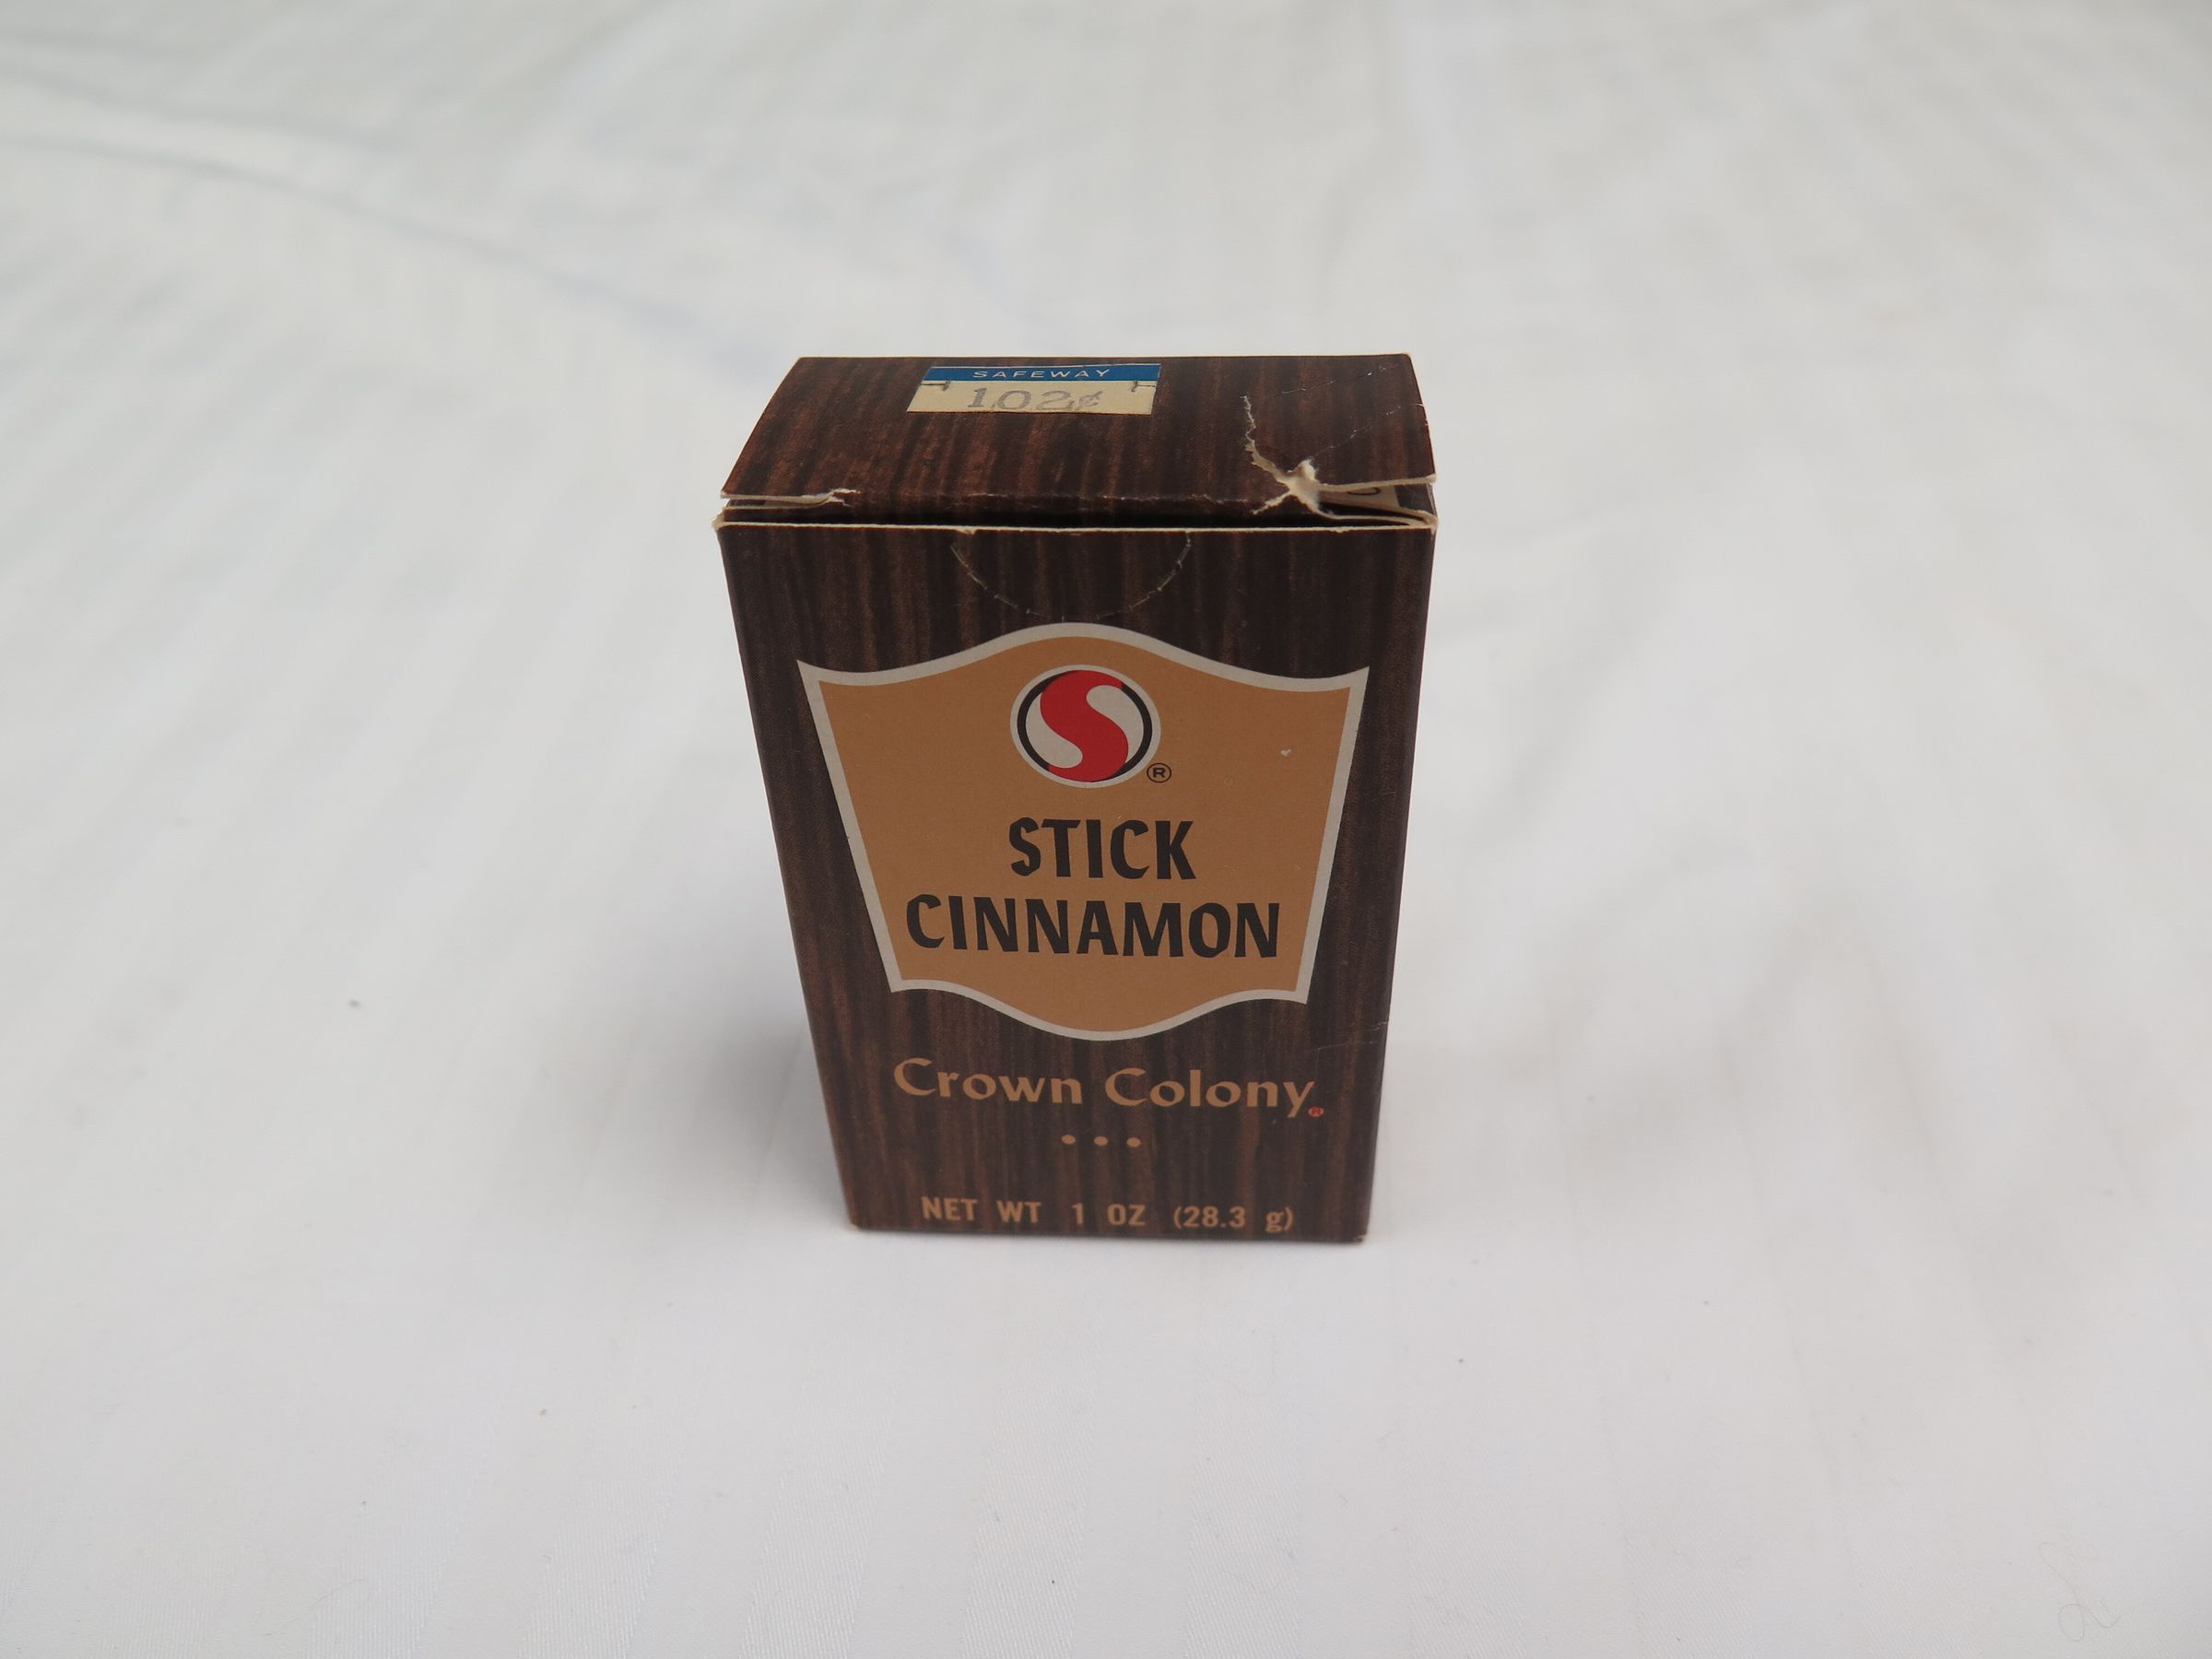 SAFEWAY
102¢
S
®
STICK
CINNAMON
Crown Colony®
NET WT 1 OZ (28.3 g)